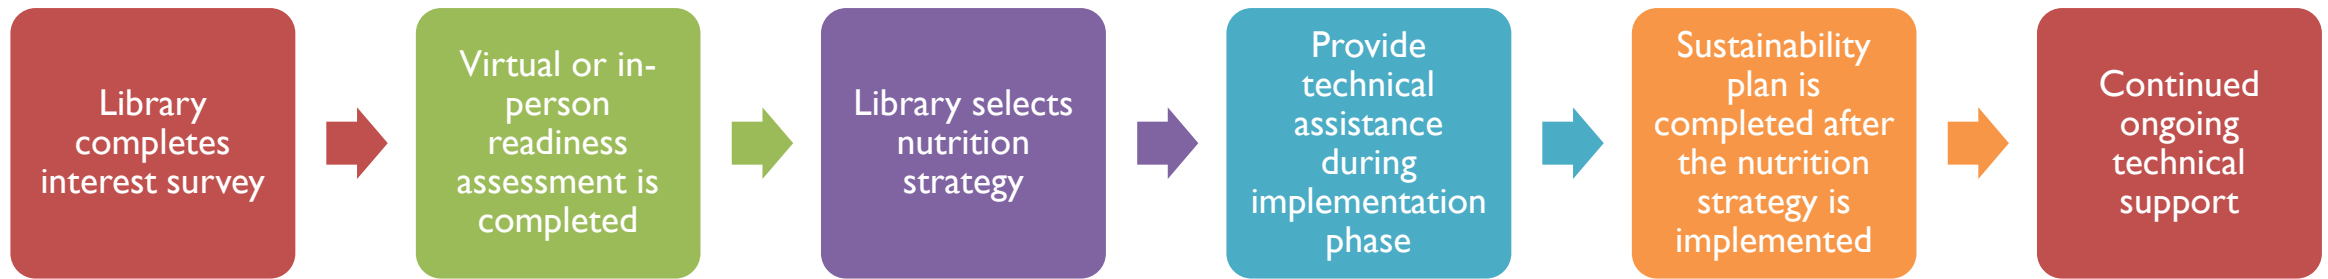 Library
completes
interest survey
Virtual or in-
person
readiness
assessment is
completed
Library selects
nutrition
strategy
Provide
technical
assistance
during
implementation
phase
Sustainability
plan is
completed after
the nutrition
strategy is
implemented
Continued
ongoing
technical
support